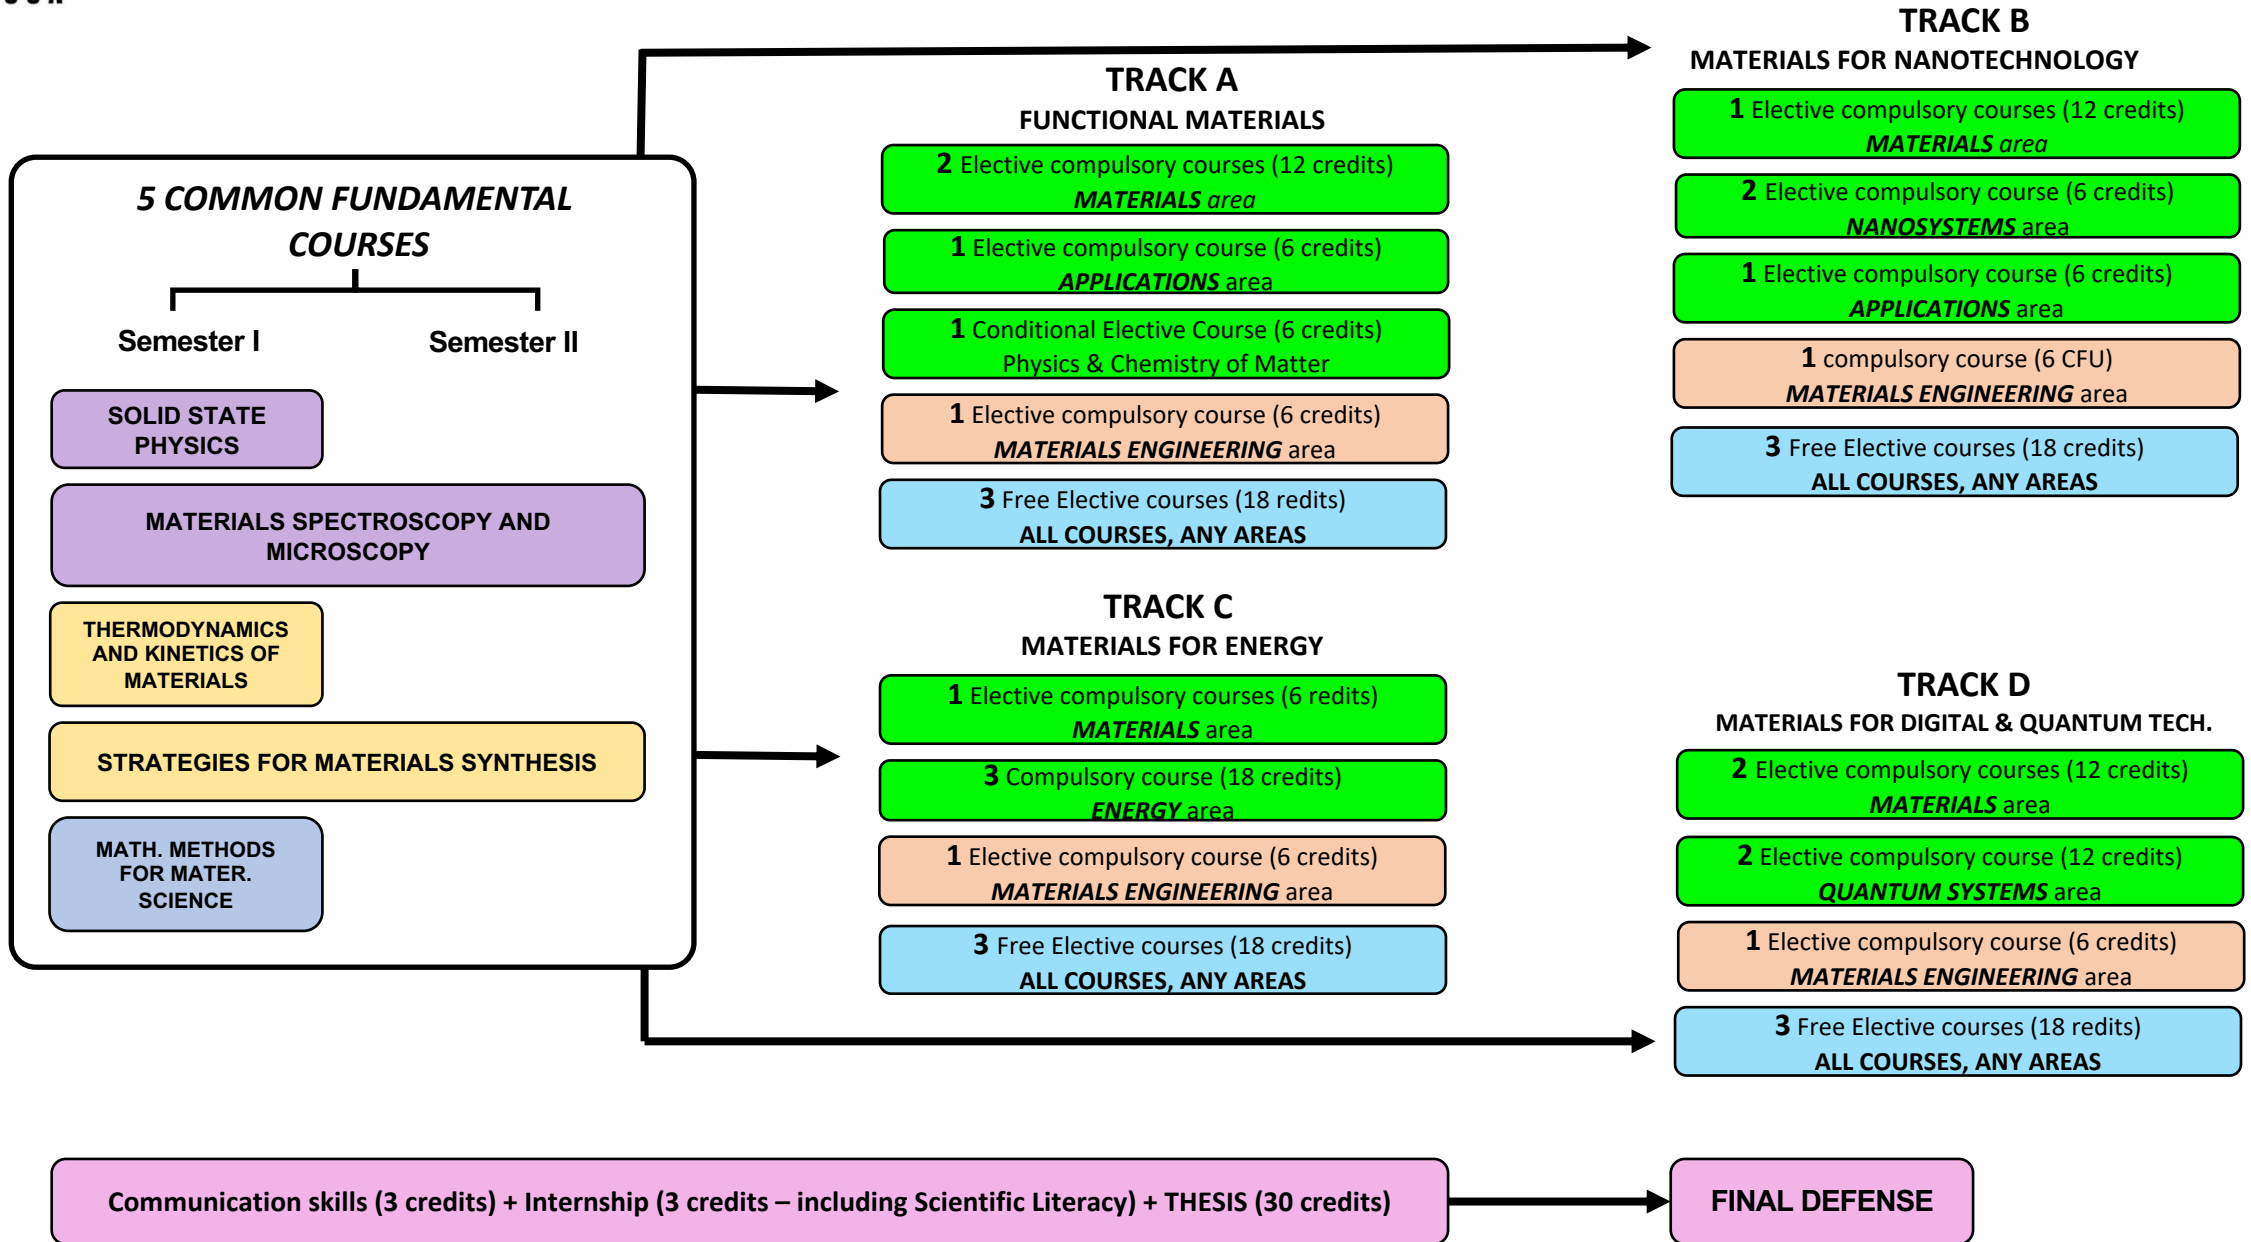 5 COMMON FUNDAMENTAL
COURSES
Semester I
Semester II
SOLID STATE
PHYSICS
MATERIALS SPECTROSCOPY AND
MICROSCOPY
THERMODYNAMICS
AND KINETICS OF
MATERIALS
STRATEGIES FOR MATERIALS SYNTHESIS
MATH. METHODS
FOR MATER.
SCIENCE
TRACK A
FUNCTIONAL MATERIALS
2 Elective compulsory courses (12 credits)
MATERIALS area
1 Elective compulsory course (6 credits)
APPLICATIONS area
1 Conditional Elective Course (6 credits)
Physics & Chemistry of Matter
1 Elective compulsory course (6 credits)
MATERIALS ENGINEERING area
3 Free Elective courses (18 redits)
ALL COURSES, ANY AREAS
TRACK B
MATERIALS FOR NANOTECHNOLOGY
1 Elective compulsory courses (12 credits)
MATERIALS area
2 Elective compulsory course (6 credits)
NANOSYSTEMS area
1 Elective compulsory course (6 credits)
APPLICATIONS area
1 compulsory course (6 CFU)
MATERIALS ENGINEERING area
3 Free Elective courses (18 credits)
ALL COURSES, ANY AREAS
TRACK C
MATERIALS FOR ENERGY
1 Elective compulsory courses (6 redits)
MATERIALS area
3 Compulsory course (18 credits)
ENERGY area
1 Elective compulsory course (6 credits)
MATERIALS ENGINEERING area
3 Free Elective courses (18 credits)
ALL COURSES, ANY AREAS
TRACK D
MATERIALS FOR DIGITAL & QUANTUM TECH.
2 Elective compulsory courses (12 credits)
MATERIALS area
2 Elective compulsory course (12 credits)
QUANTUM SYSTEMS area
1 Elective compulsory course (6 credits)
MATERIALS ENGINEERING area
3 Free Elective courses (18 redits)
ALL COURSES, ANY AREAS
Communication skills (3 credits) + Internship (3 credits – including Scientific Literacy) + THESIS (30 credits)
FINAL DEFENSE